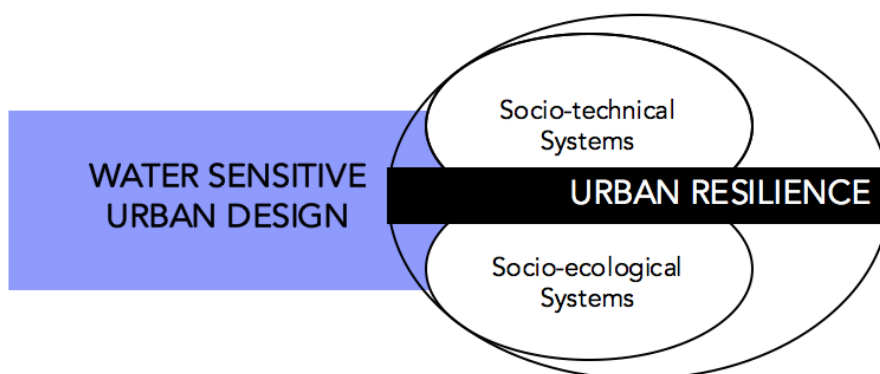 WATER SENSITIVE
URBAN DESIGN
Socio-technical
Systems
URBAN RESILIENCE
Socio-ecological
Systems